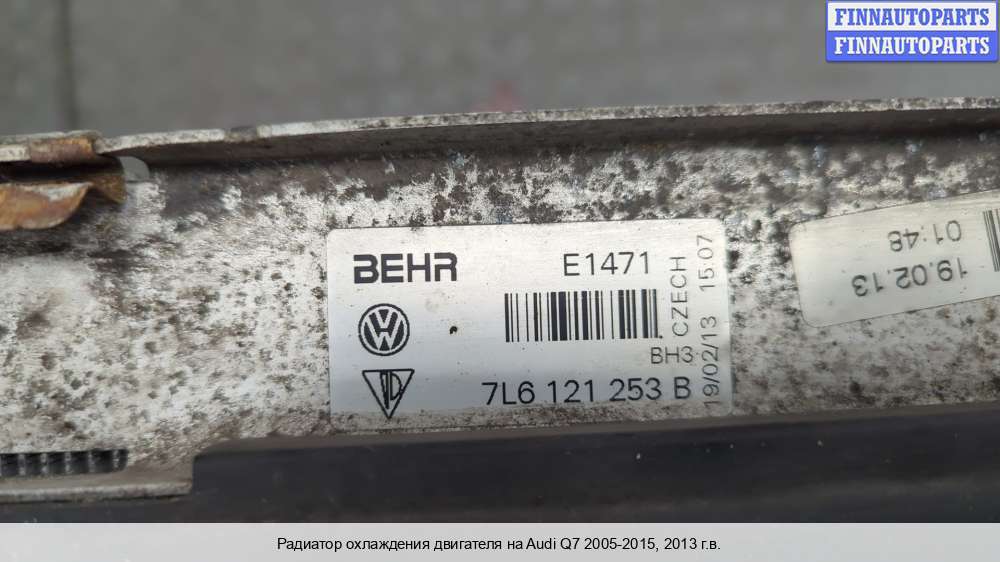 FINNAUTOPARTS
FINNAUTOPARTS
BEHR E1471
CZECH
19/02/13 15.07
BH3
7L6 121 253 B
19.02.13
01:48
Радиатор охлаждения двигателя на Audi Q7 2005-2015, 2013 г.в.